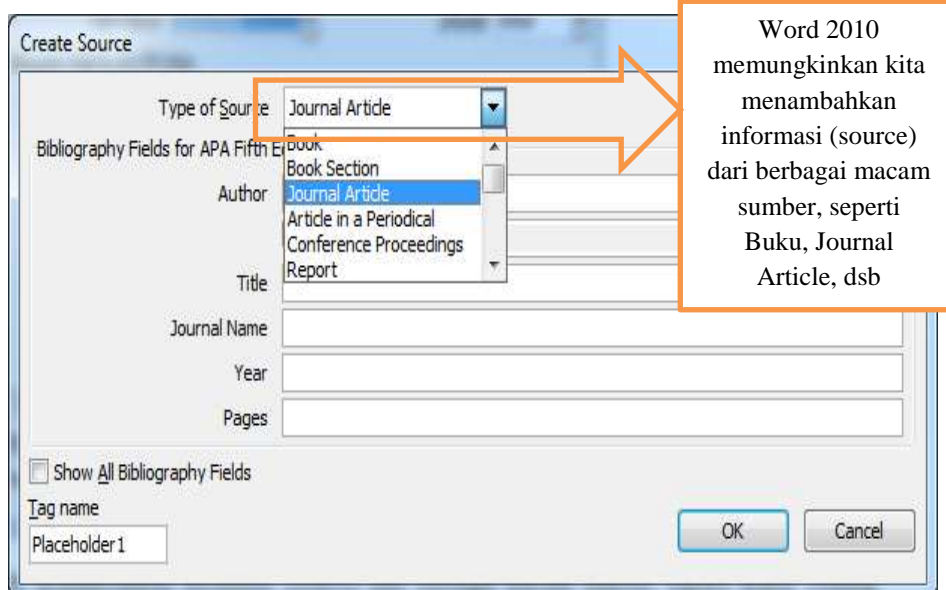 Create Source
Word 2010
memungkinkan kita
menambahkan
informasi (source)
dari berbagai macam
sumber, seperti
Buku, Journal
Article, dsb
Type of Source Journal Article
Bibliography Fields for APA Fifth
Book
Book Section
Journal Article
Article in a Periodical
Conference Proceedings
Report
Author
Title
Journal Name
Year
Pages
Show All Bibliography Fields
Tag name
Placeholder1
OK Cancel